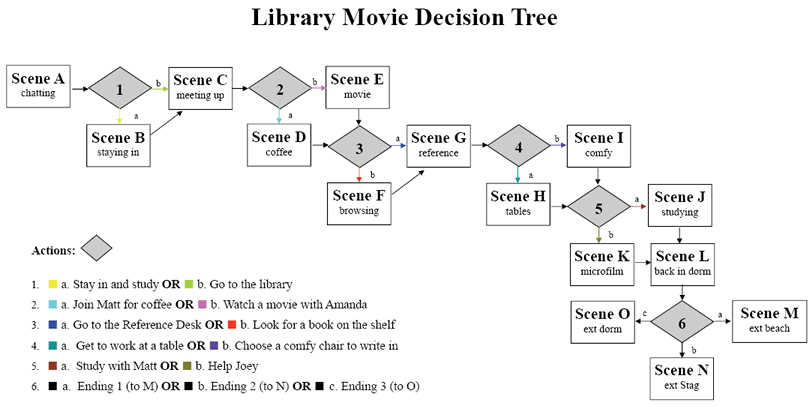 Library Movie Decision Tree
Scene A
chatting
1
b
a
Scene B
staying in
Scene C
meeting up
2
b
a
Scene E
movie
Scene D
coffee
3
a
b
Scene F
browsing
Scene G
reference
4
b
a
Scene I
comfy
Scene H
tables
5
a
b
Scene J
studying
Scene K
microfilm
Scene L
back in dorm
Scene O
ext dorm
c
6
a
b
Scene M
ext beach
Scene N
ext Stag
Actions:
1. a. Stay in and study OR b. Go to the library
2. a. Join Matt for coffee OR b. Watch a movie with Amanda
3. a. Go to the Reference Desk OR b. Look for a book on the shelf
4. a. Get to work at a table OR b. Choose a comfy chair to write in
5. a. Study with Matt OR b. Help Joey
6. a. Ending 1 (to M) OR b. Ending 2 (to N) OR c. Ending 3 (to O)